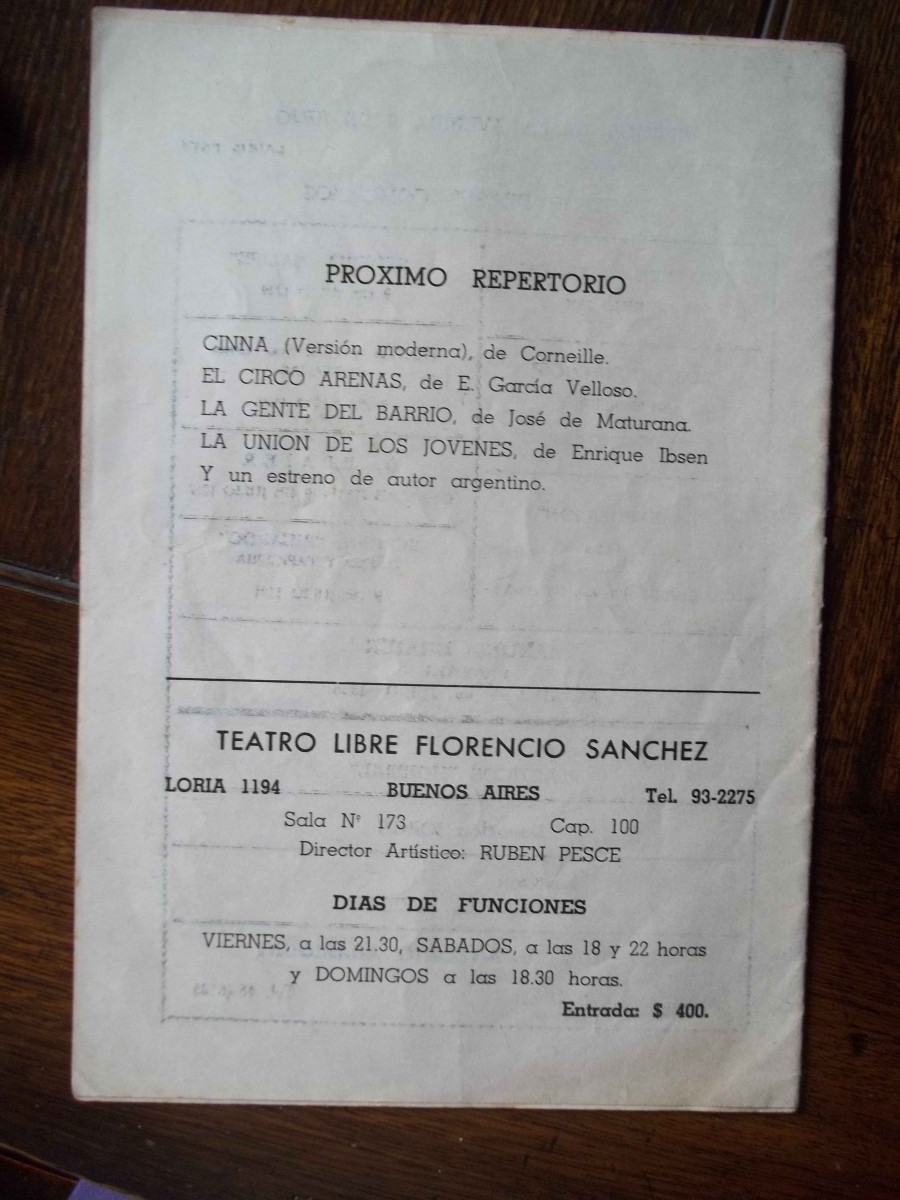 PROXIMO REPERTORIO
CINNA, (Versión moderna), de Corneille.
EL CIRCO ARENAS, de E. García Velloso.
LA GENTE DEL BARRIO, de José de Maturana.
LA UNION DE LOS JOVENES, de Enrique Ibsen
Y un estreno de autor argentino.
TEATRO LIBRE FLORENCIO SANCHEZ
LORIA 1194 BUENOS AIRES Tel. 93-2275
Sala Nº 173 Cap. 100
Director Artístico: RUBEN PESCE
DIAS DE FUNCIONES
VIERNES, a las 21.30, SABADOS, a las 18 y 22 horas
y DOMINGOS a las 18.30 horas.
Entrada: $ 400.